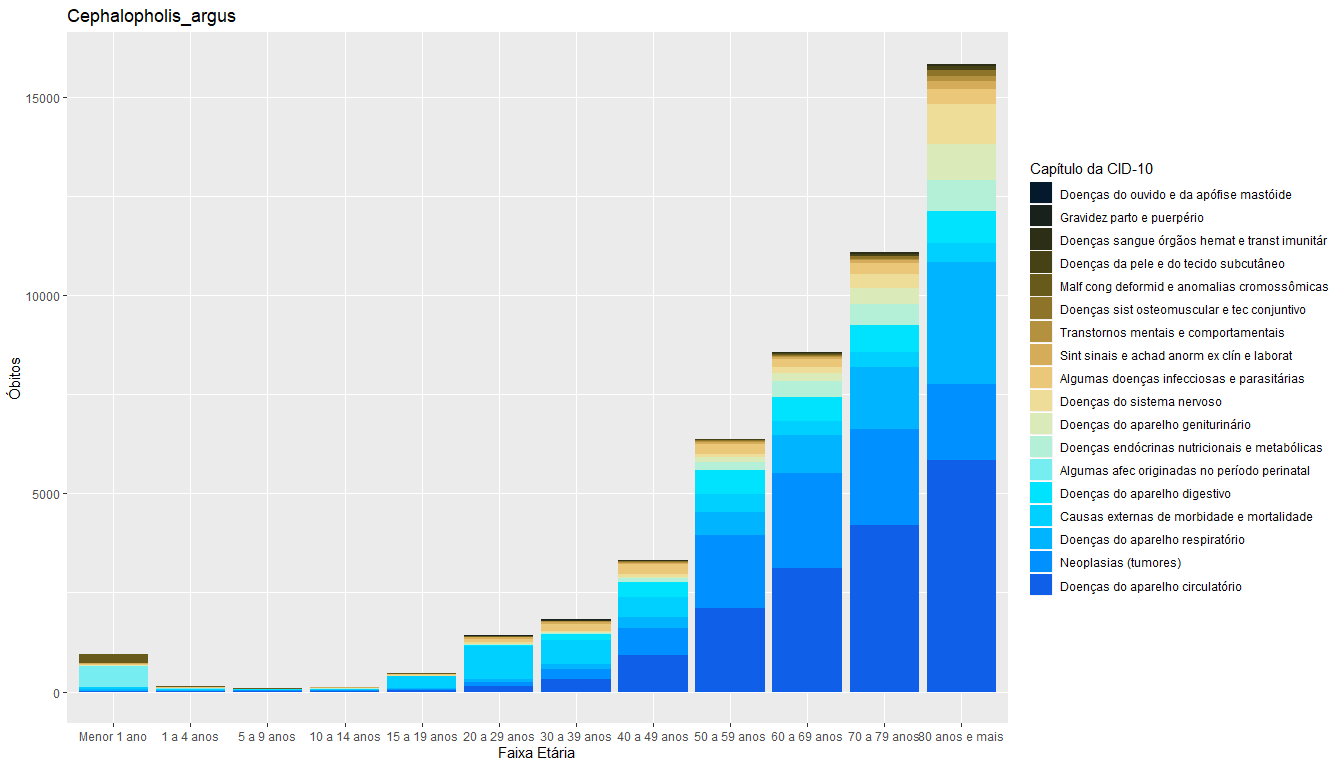 Cephalopholis_argus
Óbitos
15000
10000
5000
0
Menor 1 ano
1 a 4 anos
5 a 9 anos
10 a 14 anos
15 a 19 anos
20 a 29 anos
30 a 39 anos
40 a 49 anos
50 a 59 anos
60 a 69 anos
70 a 79 anos
80 anos e mais
Faixa Etária
Capítulo da CID-10
Doenças do ouvido e da apófise mastóide
Gravidez parto e puerpério
Doenças sangue órgãos hemat e transt imunitár
Doenças da pele e do tecido subcutâneo
Malf cong deformid e anomalias cromossômicas
Doenças sist osteomuscular e tec conjuntivo
Transtornos mentais e comportamentais
Sint sinais e achad anorm ex clín e laborat
Algumas doenças infecciosas e parasitárias
Doenças do sistema nervoso
Doenças do aparelho geniturinário
Doenças endócrinas nutricionais e metabólicas
Algumas afec originadas no período perinatal
Doenças do aparelho digestivo
Causas externas de morbidade e mortalidade
Doenças do aparelho respiratório
Neoplasias (tumores)
Doenças do aparelho circulatório